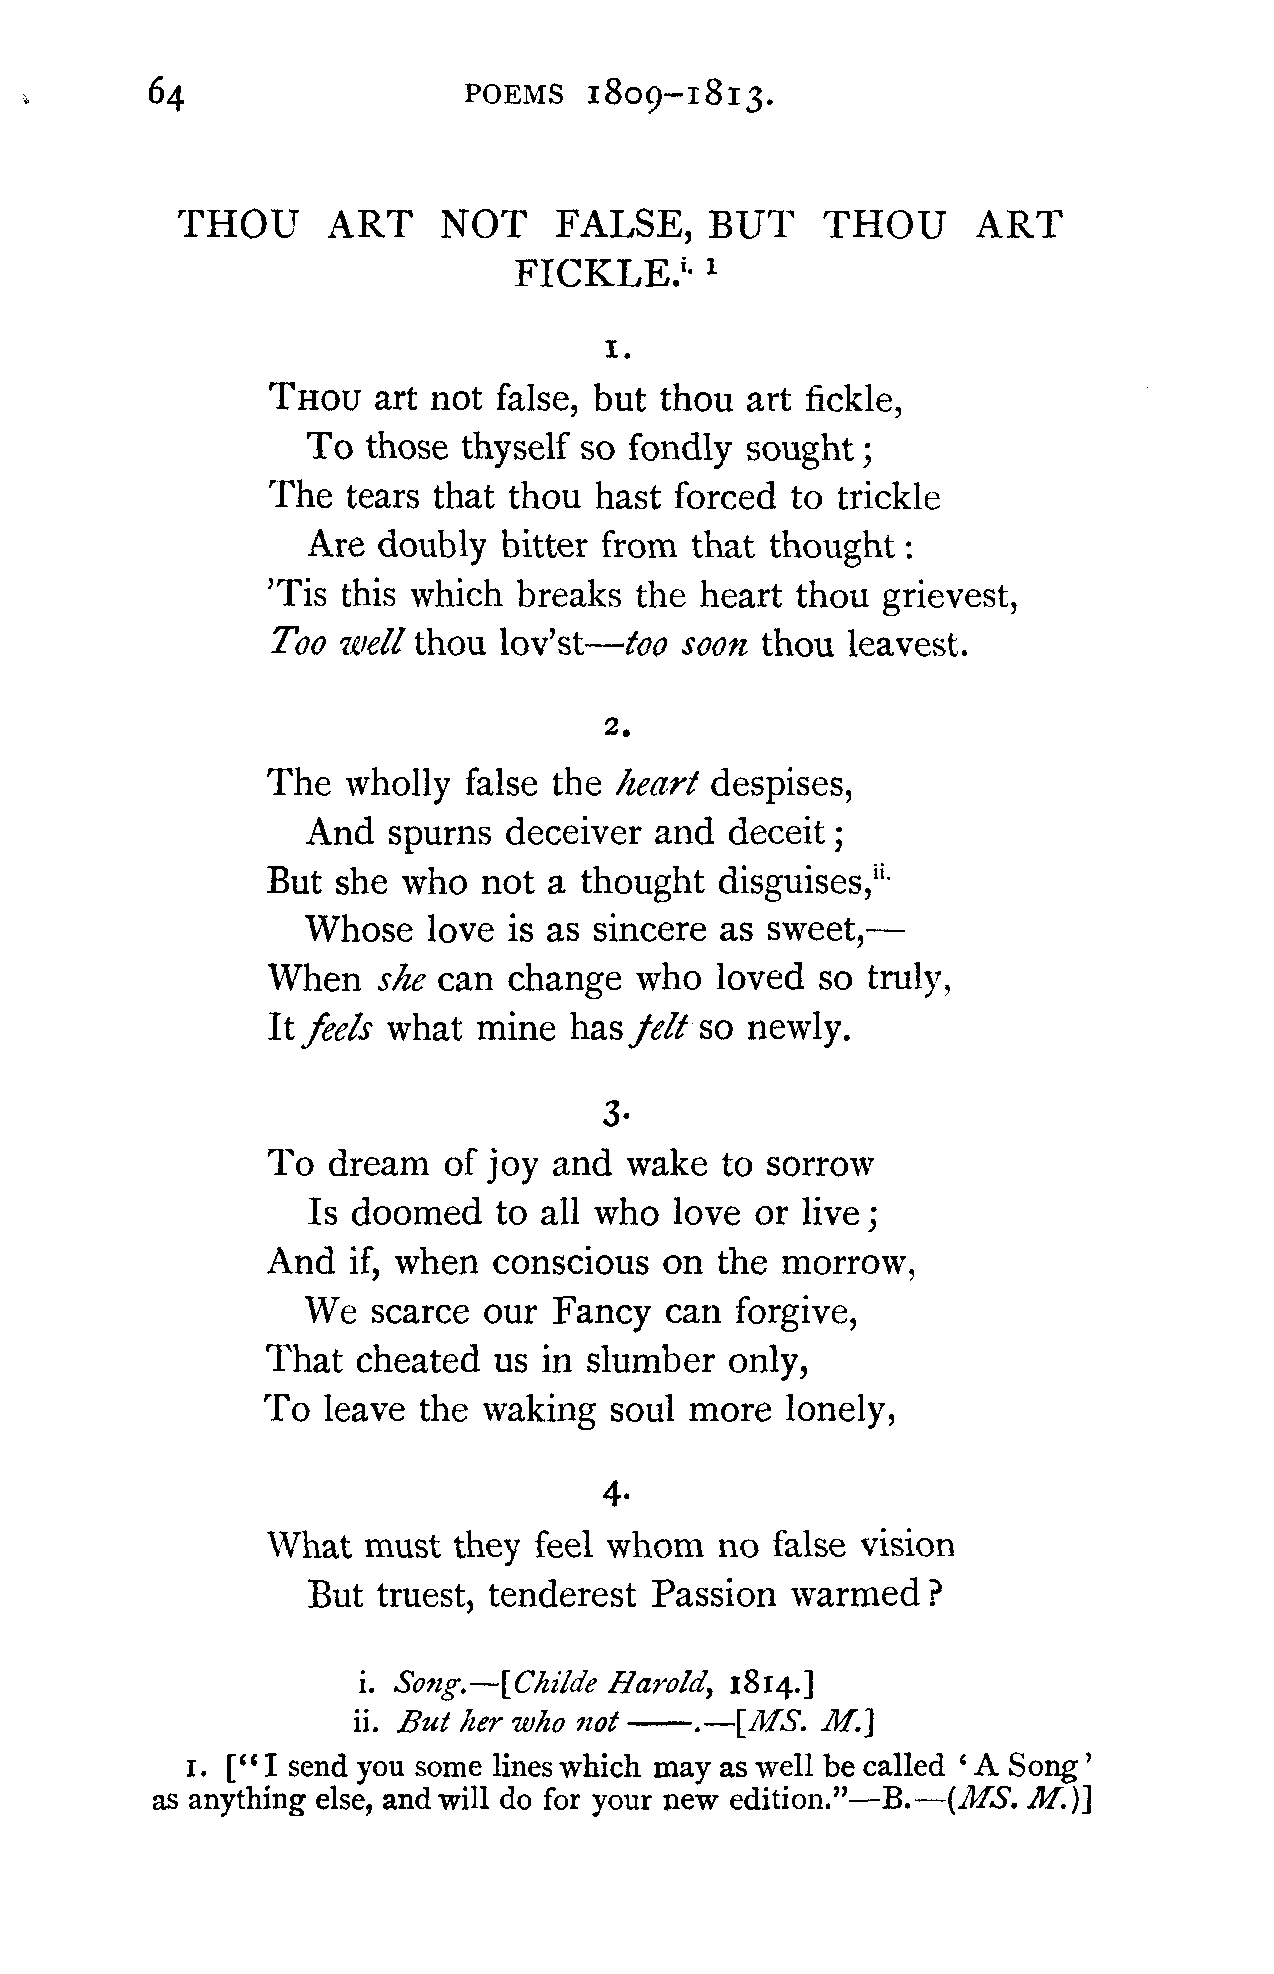 64 POEMS 1809–1813.
THOU ART NOT FALSE, BUT THOU ART
FICKLE.i. 1
1.
THOU art not false, but thou art fickle,
To those thyself so fondly sought;
The tears that thou hast forced to trickle
Are doubly bitter from that thought:
'Tis this which breaks the heart thou grievest,
Too well thou lov'st—too soon thou leavest.
2.
The wholly false the heart despises,
And spurns deceiver and deceit;
But she who not a thought disguises,ii.
Whose love is as sincere as sweet,—
When she can change who loved so truly,
It feels what mine has felt so newly.
3.
To dream of joy and wake to sorrow
Is doomed to all who love or live;
And if, when conscious on the morrow,
We scarce our Fancy can forgive,
That cheated us in slumber only,
To leave the waking soul more lonely,
4.
What must they feel whom no false vision
But truest, tenderest Passion warmed?
i. Song.—[Childe Harold, 1814.]
ii. But her who not ——.—[MS. M.]
1. ["I send you some lines which may as well be called 'A Song'
as anything else, and will do for your new edition."—B.—(MS. M.)]